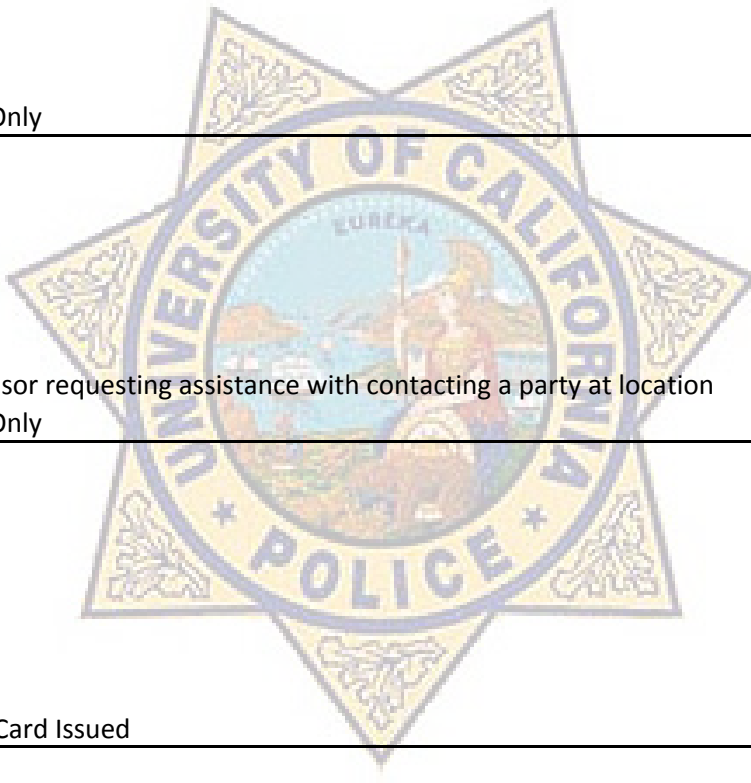 Only
UNIVERSITY OF CALIFORNIA
EUREKA
sor requesting assistance with contacting a party at location
Only
* POLICE *
Card Issued